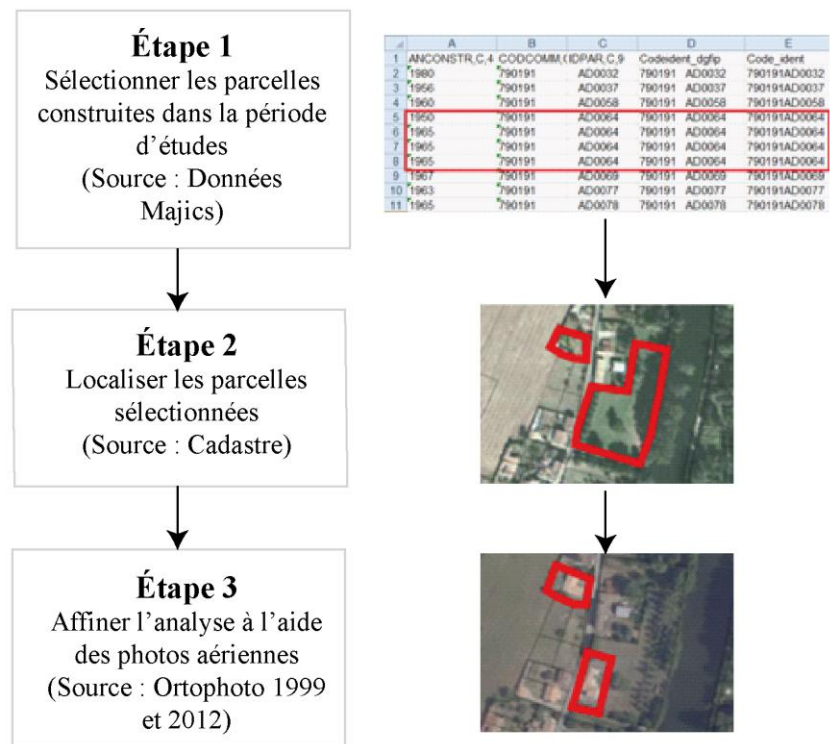 Étape 1
Sélectionner les parcelles
construites dans la période
d’études
(Source : Données
Majics)
A B C D E
1 ANCONSTR,C,4 CODCOMM,( IDPAR,C,9 Codeident_dgfip Code_ident
2 1980 790191 AD0032 790191 AD0032 790191AD0032
3 1956 790191 AD0037 790191 AD0037 790191AD0037
4 1960 790191 AD0058 790191 AD0058 790191AD0058
5 1950 790191 AD0064 790191 AD0064 790191AD0064
6 1965 790191 AD0064 790191 AD0064 790191AD0064
7 1965 790191 AD0064 790191 AD0064 790191AD0064
8 1965 790191 AD0064 790191 AD0064 790191AD0064
9 1967 790191 AD0069 790191 AD0069 790191AD0069
10 1963 790191 AD0077 790191 AD0077 790191AD0077
11 1965 790191 AD0078 790191 AD0078 790191AD0078
Étape 2
Localiser les parcelles
sélectionnées
(Source : Cadastre)
Étape 3
Affiner l’analyse à l’aide
des photos aériennes
(Source : Ortophoto 1999
et 2012)